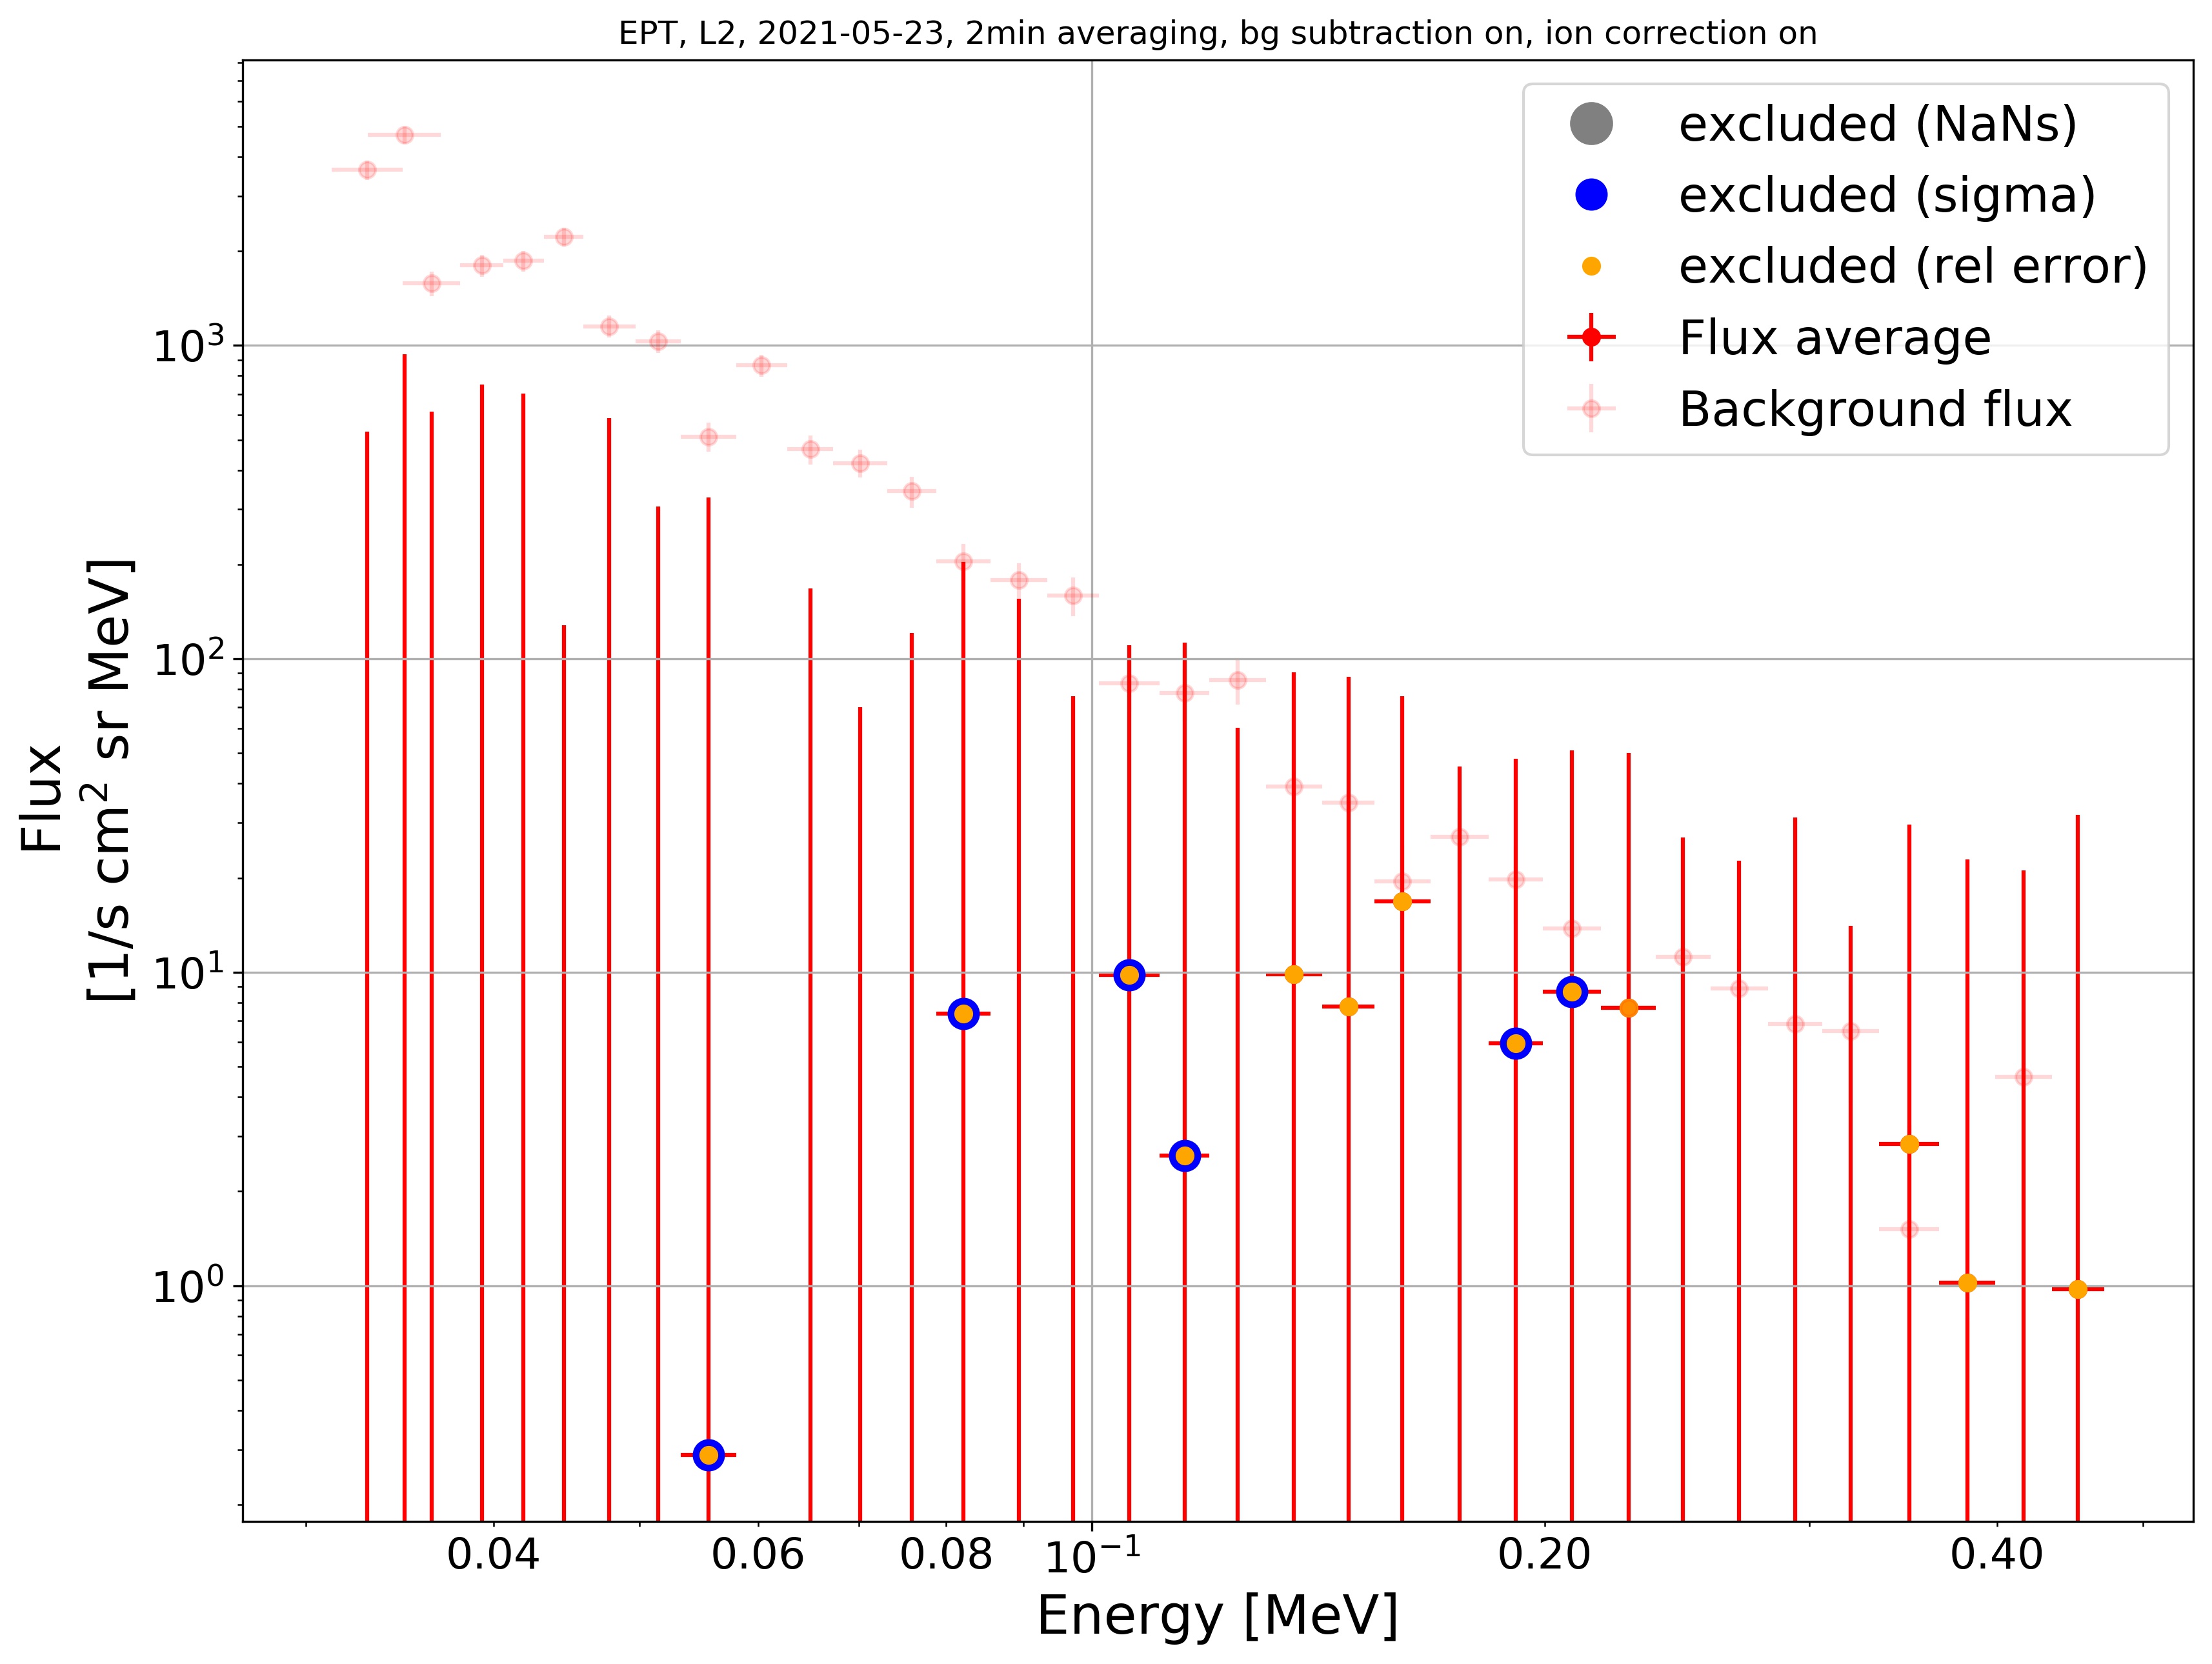 EPT, L2, 2021-05-23, 2min averaging, bg subtraction on, ion correction on
excluded (NaNs)
excluded (sigma)
excluded (rel error)
Flux average
Background flux
Flux
[1/s cm² sr MeV]
10³
10²
10¹
10⁰
0.04
0.06
0.08
10⁻¹
0.20
0.40
Energy [MeV]